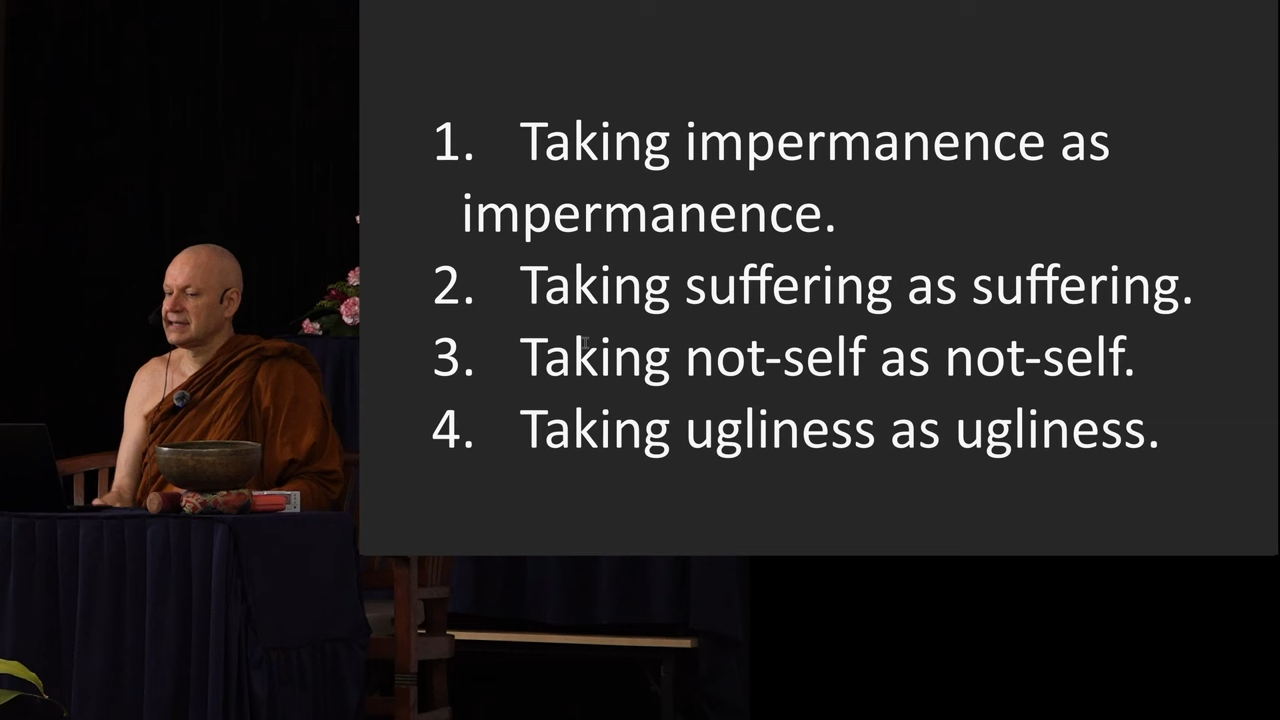 1. Taking impermanence as
impermanence.
2. Taking suffering as suffering.
3. Taking not-self as not-self.
4. Taking ugliness as ugliness.